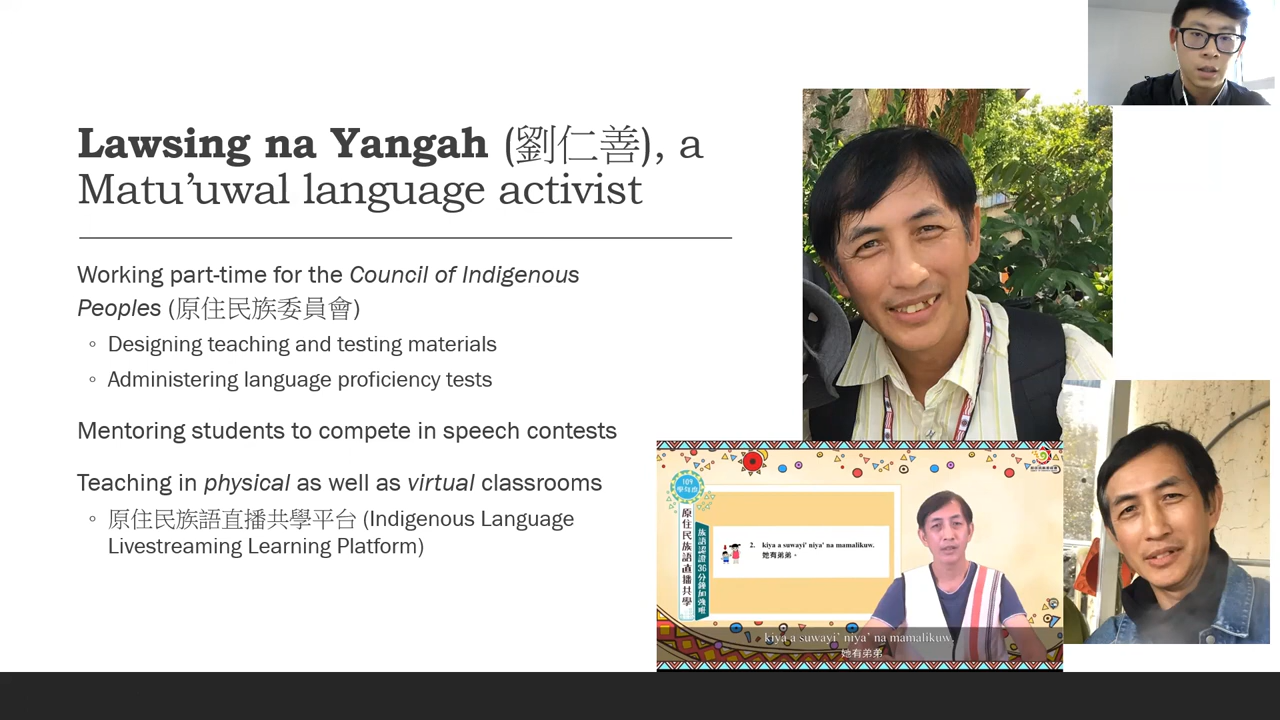 Lawsing na Yangah (劉仁善), a
Matu’uwal language activist
Working part-time for the Council of Indigenous
Peoples (原住民族委員會)
◦ Designing teaching and testing materials
◦ Administering language proficiency tests
Mentoring students to compete in speech contests
Teaching in physical as well as virtual classrooms
◦ 原住民族語直播共學平台 (Indigenous Language
Livestreaming Learning Platform)
109
學年度
原住民族語直播共學
族語認證36分鐘加強班
2. kiya a suwayi’ niya’ na mamalikuw.
她有弟弟。
kiya a suwayi’ niya’ na mamalikuw.
她有弟弟